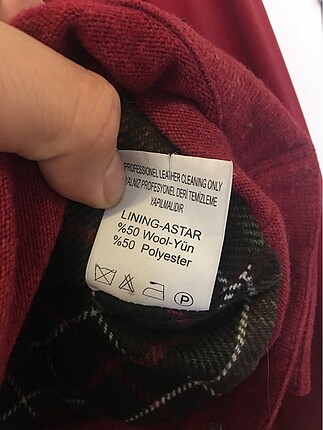 PROFESSIONEL LEATHER CLEANING ONLY
YALNIZ PROFESYONEL DERİ TEMİZLEME
YAPILMALIDIR
LINING-ASTAR
%50 Wool-Yün
%50 Polyester
P